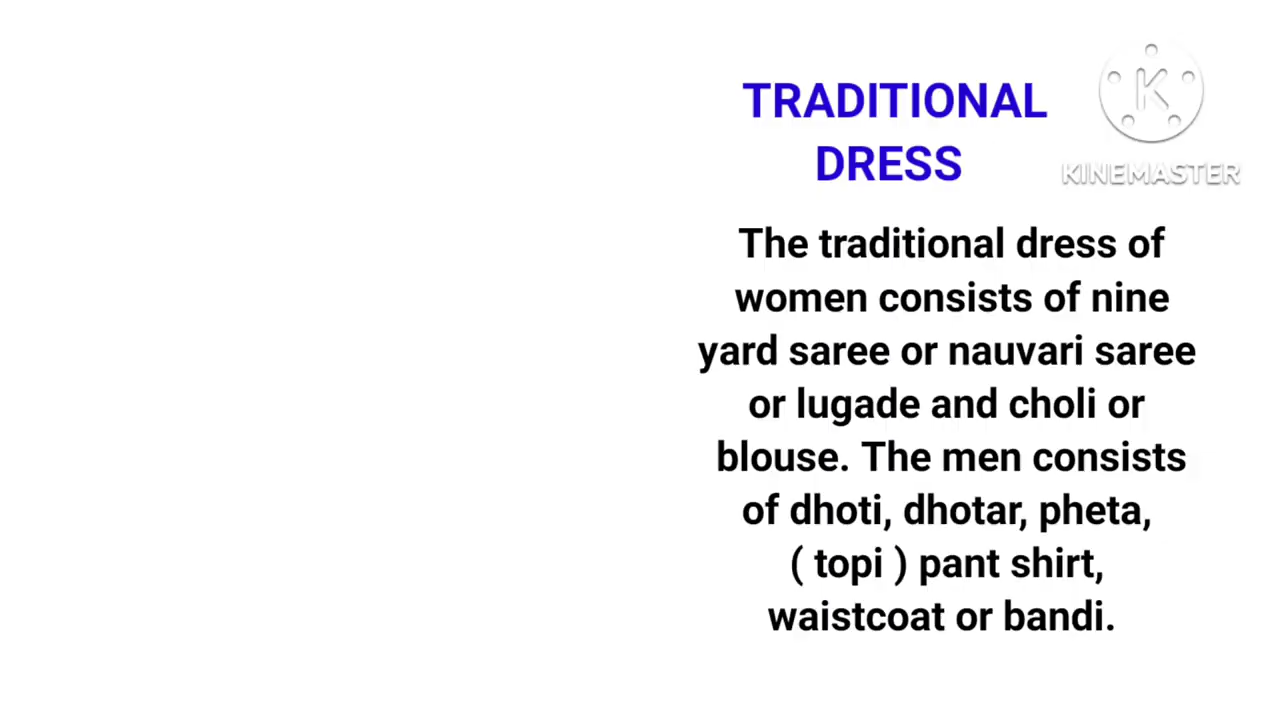 TRADITIONAL
DRESS
K
KINEMASTER
The traditional dress of
women consists of nine
yard saree or nauvari saree
or lugade and choli or
blouse. The men consists
of dhoti, dhotar, pheta,
( topi ) pant shirt,
waistcoat or bandi.